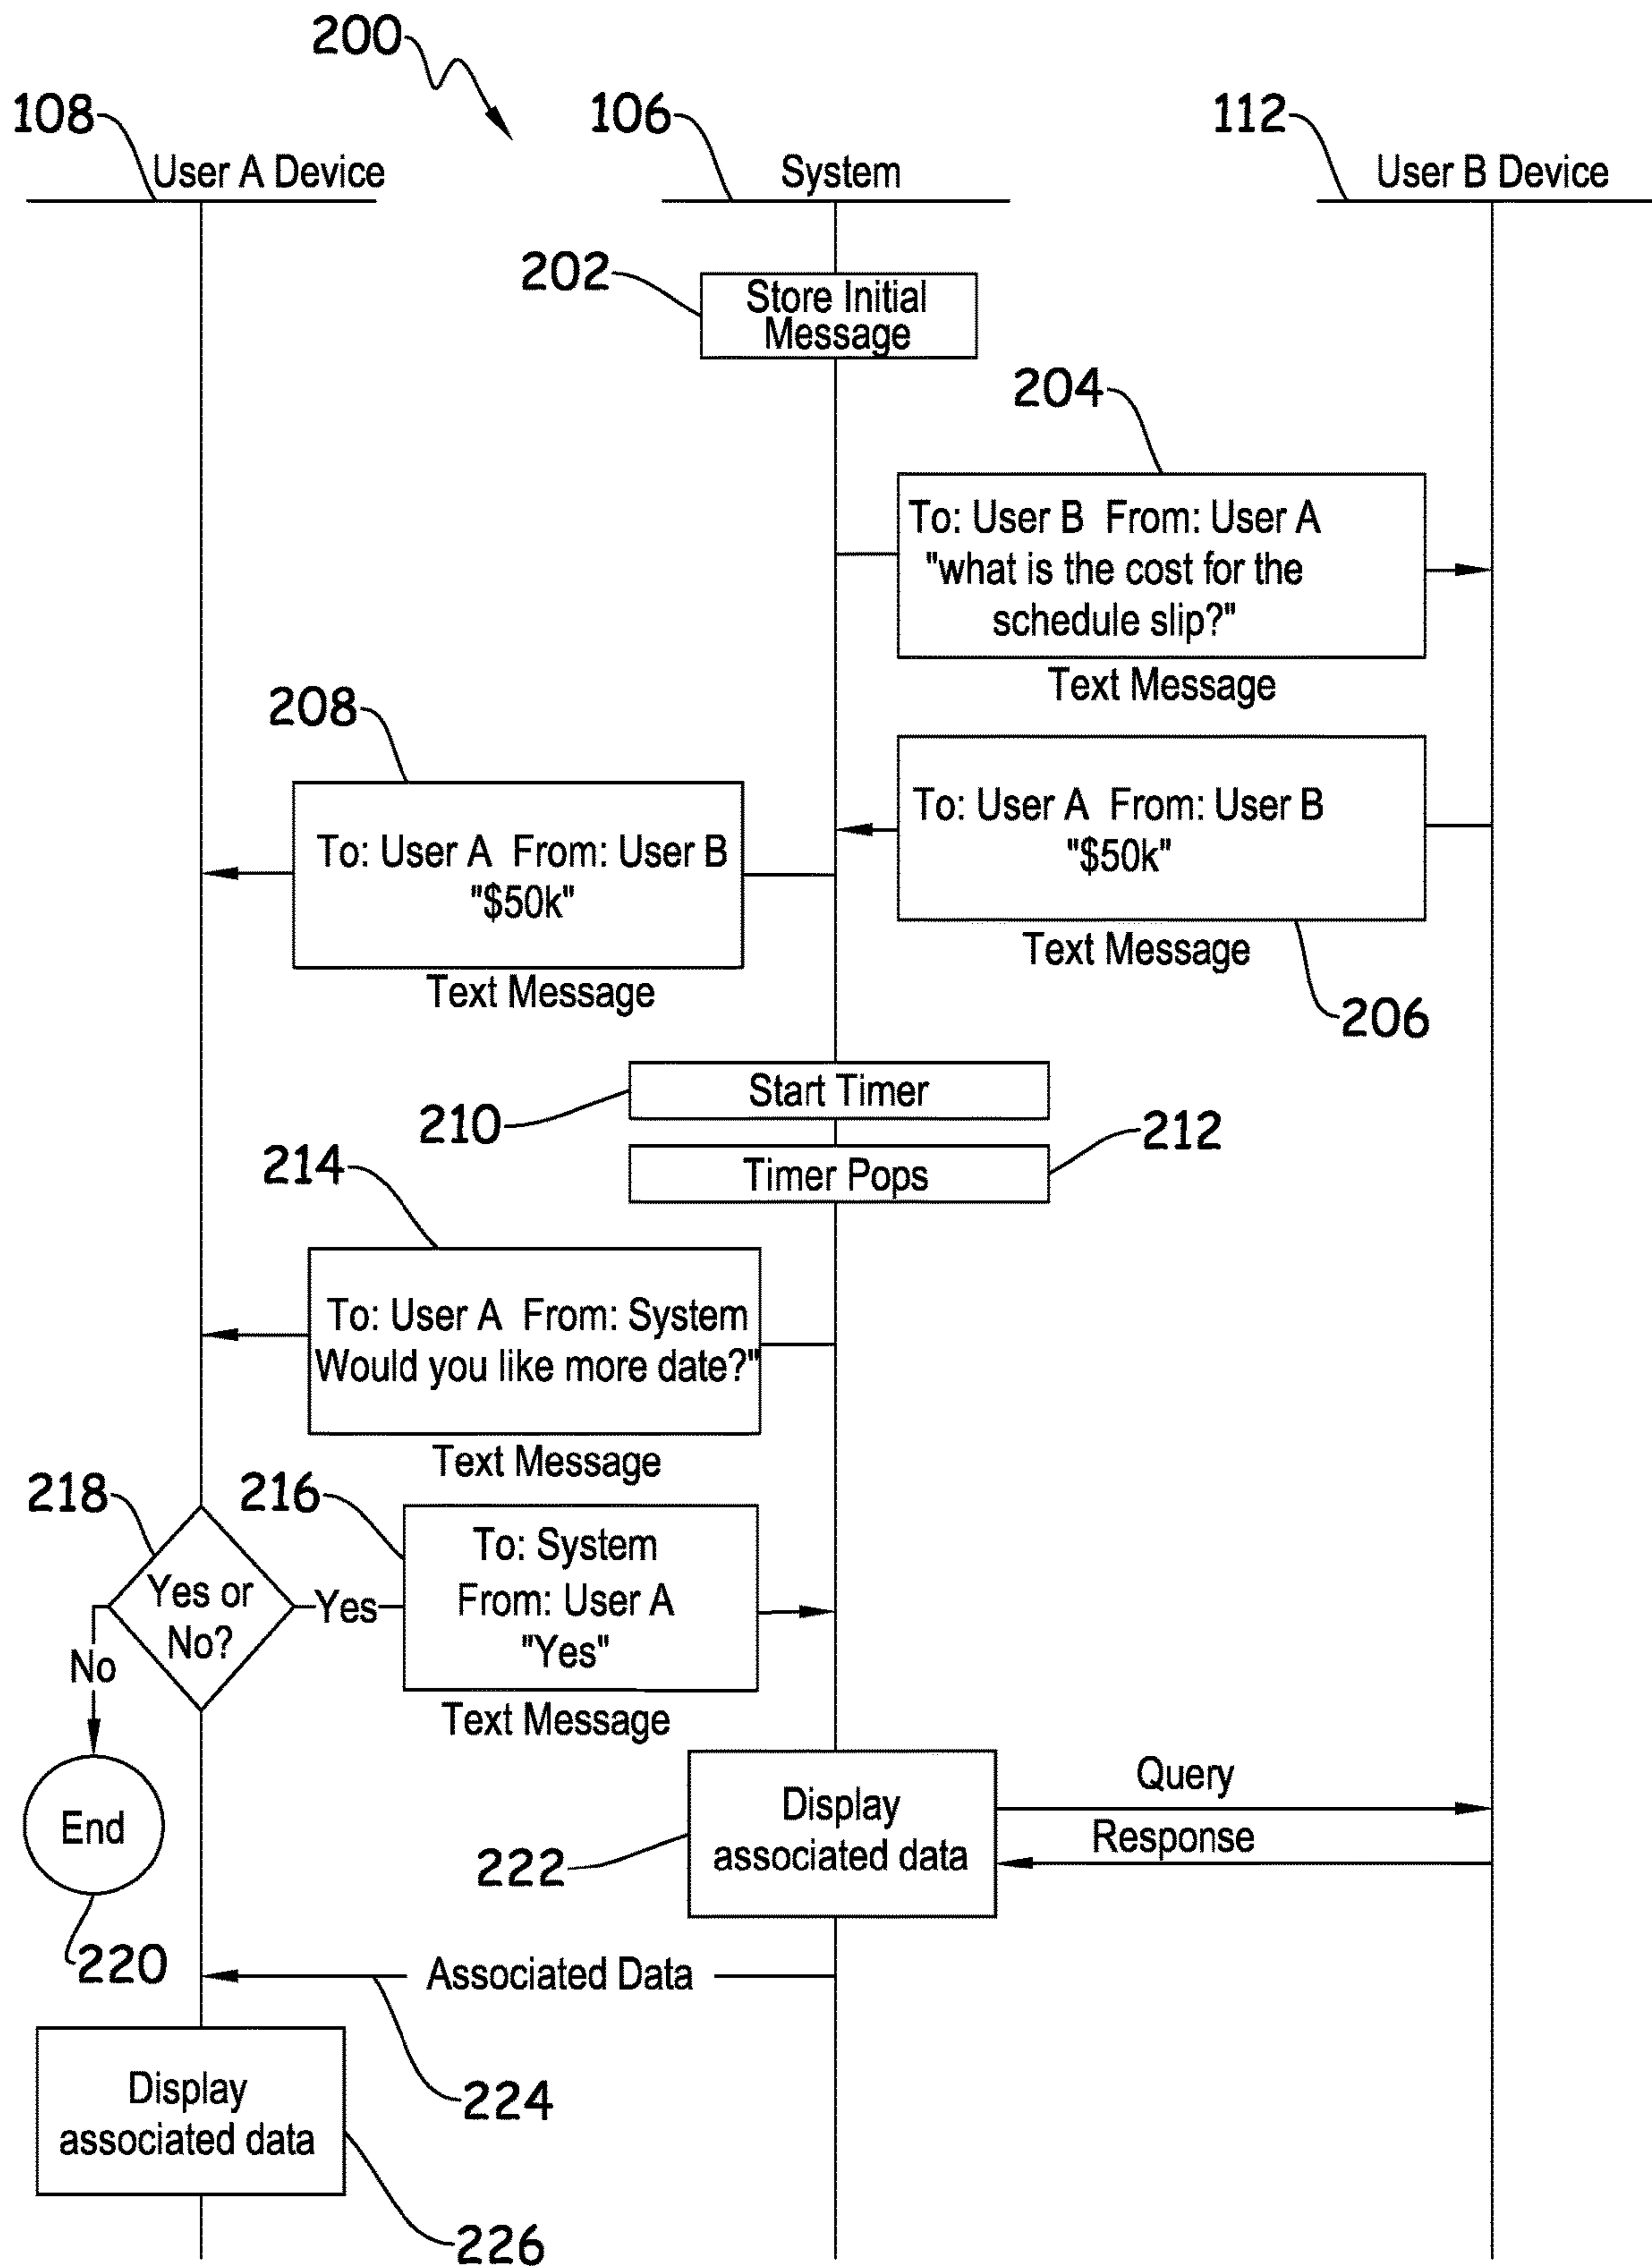 200
108
106
112
User A Device
System
User B Device
202
Store Initial
Message
204
To: User B From: User A
"what is the cost for the
schedule slip?"
Text Message
208
To: User A From: User B
"$50k"
Text Message
To: User A From: User B
"$50k"
Text Message
206
Start Timer
210
212
Timer Pops
214
To: User A From: System
Would you like more date?"
Text Message
218
216
Yes or
No?
Yes
No
To: System
From: User A
"Yes"
Text Message
End
220
Display
associated data
222
Query
Response
Associated Data
224
Display
associated data
226